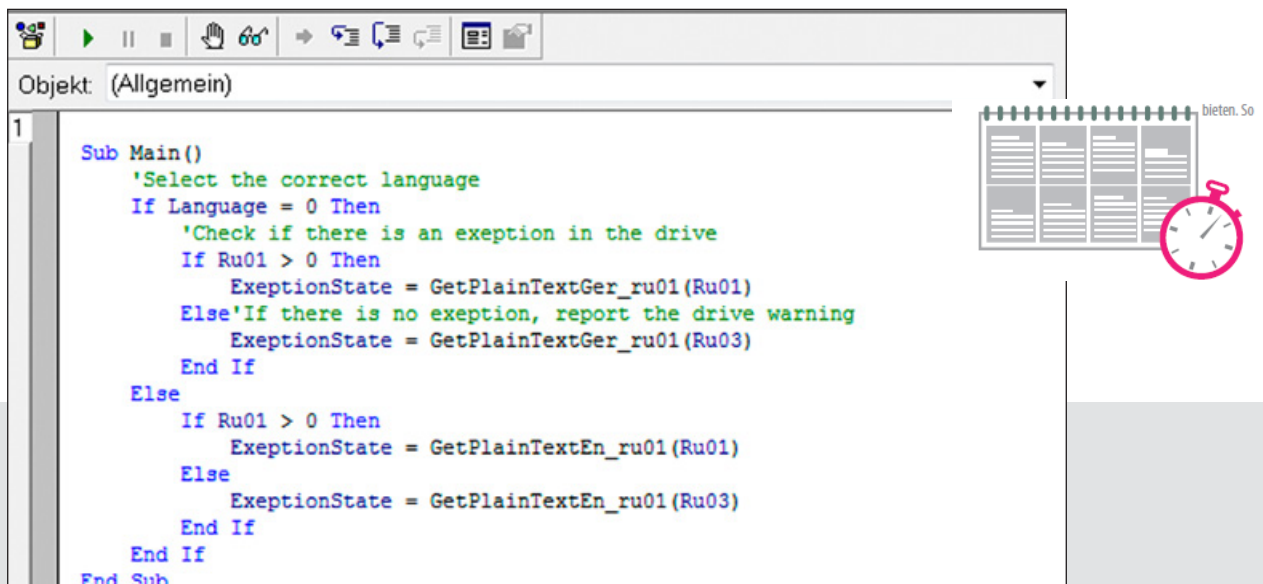 Objekt: (Allgemein)
bieten. So
1
Sub Main()
'Select the correct language
If Language = 0 Then
'Check if there is an exeption in the drive
If Ru01 > 0 Then
ExeptionState = GetPlainTextGer_ru01(Ru01)
Else'If there is no exeption, report the drive warning
ExeptionState = GetPlainTextGer_ru01(Ru03)
End If
Else
If Ru01 > 0 Then
ExeptionState = GetPlainTextEn_ru01(Ru01)
Else
ExeptionState = GetPlainTextEn_ru01(Ru03)
End If
End If
End Sub